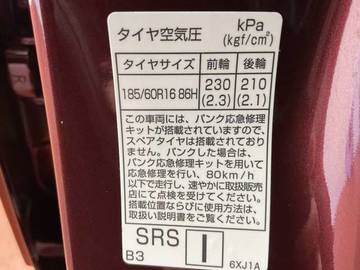 タイヤ空気圧 kPa (kgf/cm²)
タイヤサイズ 前輪 後輪
185/60R16 86H 230 (2.3) 210 (2.1)
この車両には、パンク応急修理
キットが搭載されていますので、
スペアタイヤは搭載されていませ
ん。パンクした場合は、
パンク応急修理キットを用いて
応急修理を行い、80km/h
以下で走行し、速やかに取扱販売
店にて点検を受けてください。
搭載位置ならびに使用方法は、
取扱い説明書をご覧ください。
SRS I
B3 6XJ1A